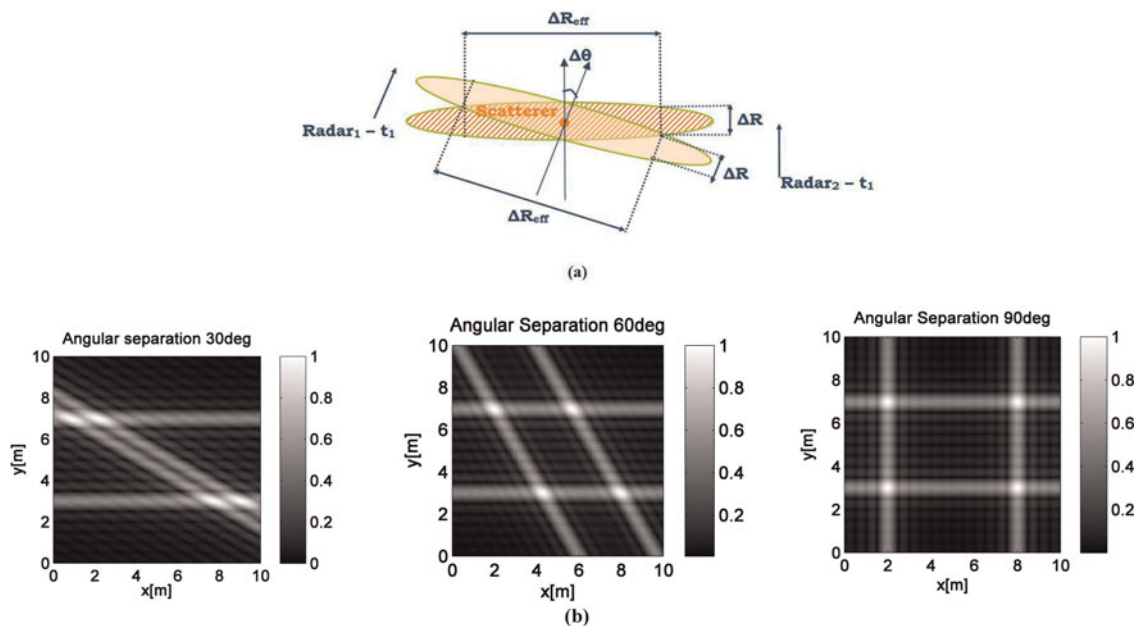 ΔR_eff
Δθ
Scatterer
Radar₁ – t₁
ΔR
Radar₂ – t₁
ΔR
ΔR_eff
(a)
Angular separation 30deg
10
8
6
4
2
0
y[m]
0 2 4 6 8 10
x[m]
1
0.8
0.6
0.4
0.2
0
Angular Separation 60deg
10
8
6
4
2
0
y[m]
0 2 4 6 8 10
x[m]
1
0.8
0.6
0.4
0.2
Angular Separation 90deg
10
8
6
4
2
0
y[m]
0 2 4 6 8 10
x[m]
1
0.8
0.6
0.4
0.2
(b)